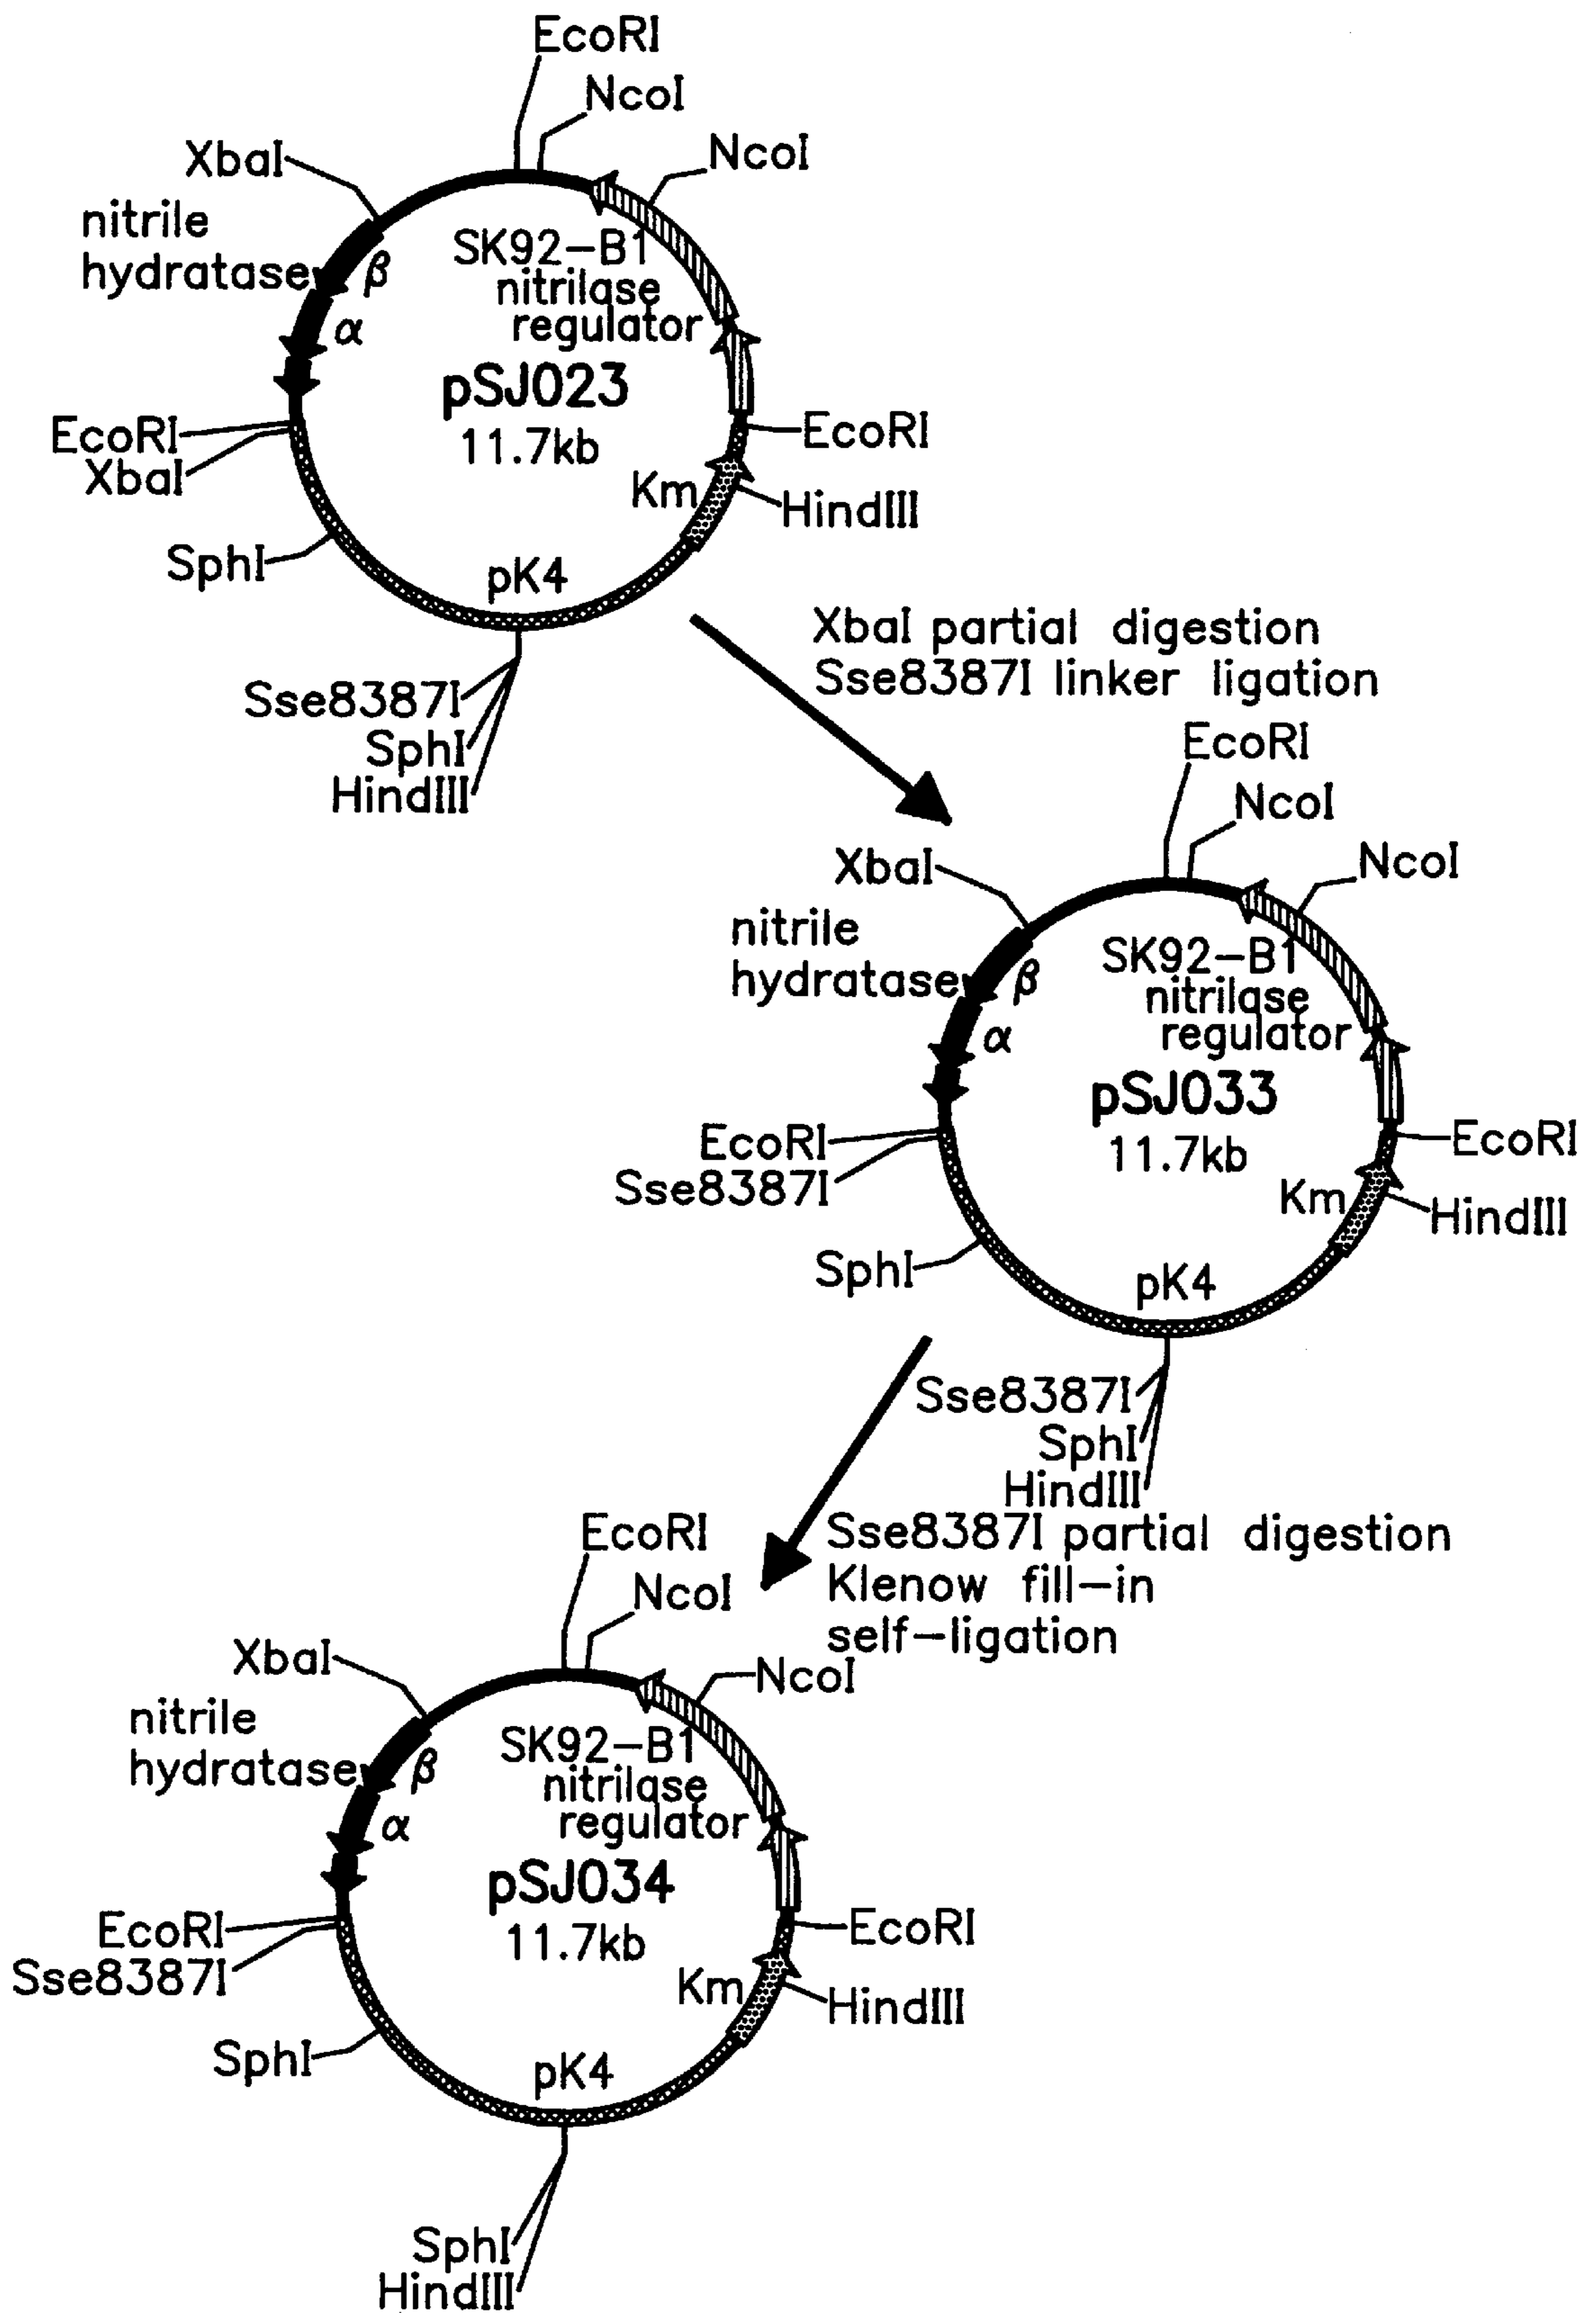 EcoRI
NcoI
NcoI
XbaI
nitrile
hydratase
β
α
SK92-B1
nitrilase
regulator
pSJ023
11.7kb
EcoRI
XbaI
EcoRI
Km
HindIII
SphI
pK4
Sse8387I
SphI
HindIII
XbaI partial digestion
Sse8387I linker ligation
EcoRI
NcoI
NcoI
XbaI
nitrile
hydratase
β
α
SK92-B1
nitrilase
regulator
pSJ033
11.7kb
EcoRI
Sse8387I
EcoRI
Km
HindIII
SphI
pK4
Sse8387I
SphI
HindIII
Sse8387I partial digestion
Klenow fill-in
self-ligation
EcoRI
NcoI
NcoI
XbaI
nitrile
hydratase
β
α
SK92-B1
nitrilase
regulator
pSJ034
11.7kb
EcoRI
Sse8387I
EcoRI
Km
HindIII
SphI
pK4
SphI
HindIII